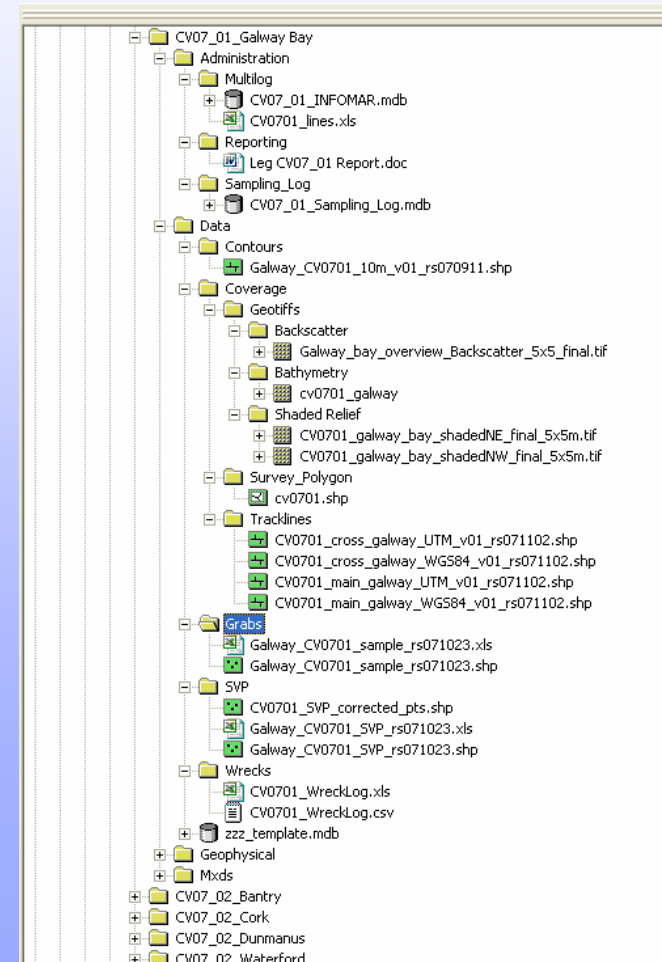 CV07_01_Galway Bay
Administration
Multilog
CV07_01_INFOMAR.mdb
CV0701_lines.xls
Reporting
Leg CV07_01 Report.doc
Sampling_Log
CV07_01_Sampling_Log.mdb
Data
Contours
Galway_CV0701_10m_v01_rs070911.shp
Coverage
Geotiffs
Backscatter
Galway_bay_overview_Backscatter_5x5_final.tif
Bathymetry
cv0701_galway
Shaded Relief
CV0701_galway_bay_shadedNE_final_5x5m.tif
CV0701_galway_bay_shadedNW_final_5x5m.tif
Survey_Polygon
cv0701.shp
Tracklines
CV0701_cross_galway_UTM_v01_rs071102.shp
CV0701_cross_galway_WGS84_v01_rs071102.shp
CV0701_main_galway_UTM_v01_rs071102.shp
CV0701_main_galway_WGS84_v01_rs071102.shp
Grabs
Galway_CV0701_sample_rs071023.xls
Galway_CV0701_sample_rs071023.shp
SVP
CV0701_SVP_corrected_pts.shp
Galway_CV0701_SVP_rs071023.xls
Galway_CV0701_SVP_rs071023.shp
Wrecks
CV0701_WreckLog.xls
CV0701_WreckLog.csv
zzz_template.mdb
Geophysical
Mxds
CV07_02_Bantry
CV07_02_Cork
CV07_02_Dunmanus
CV07_02_Waterford